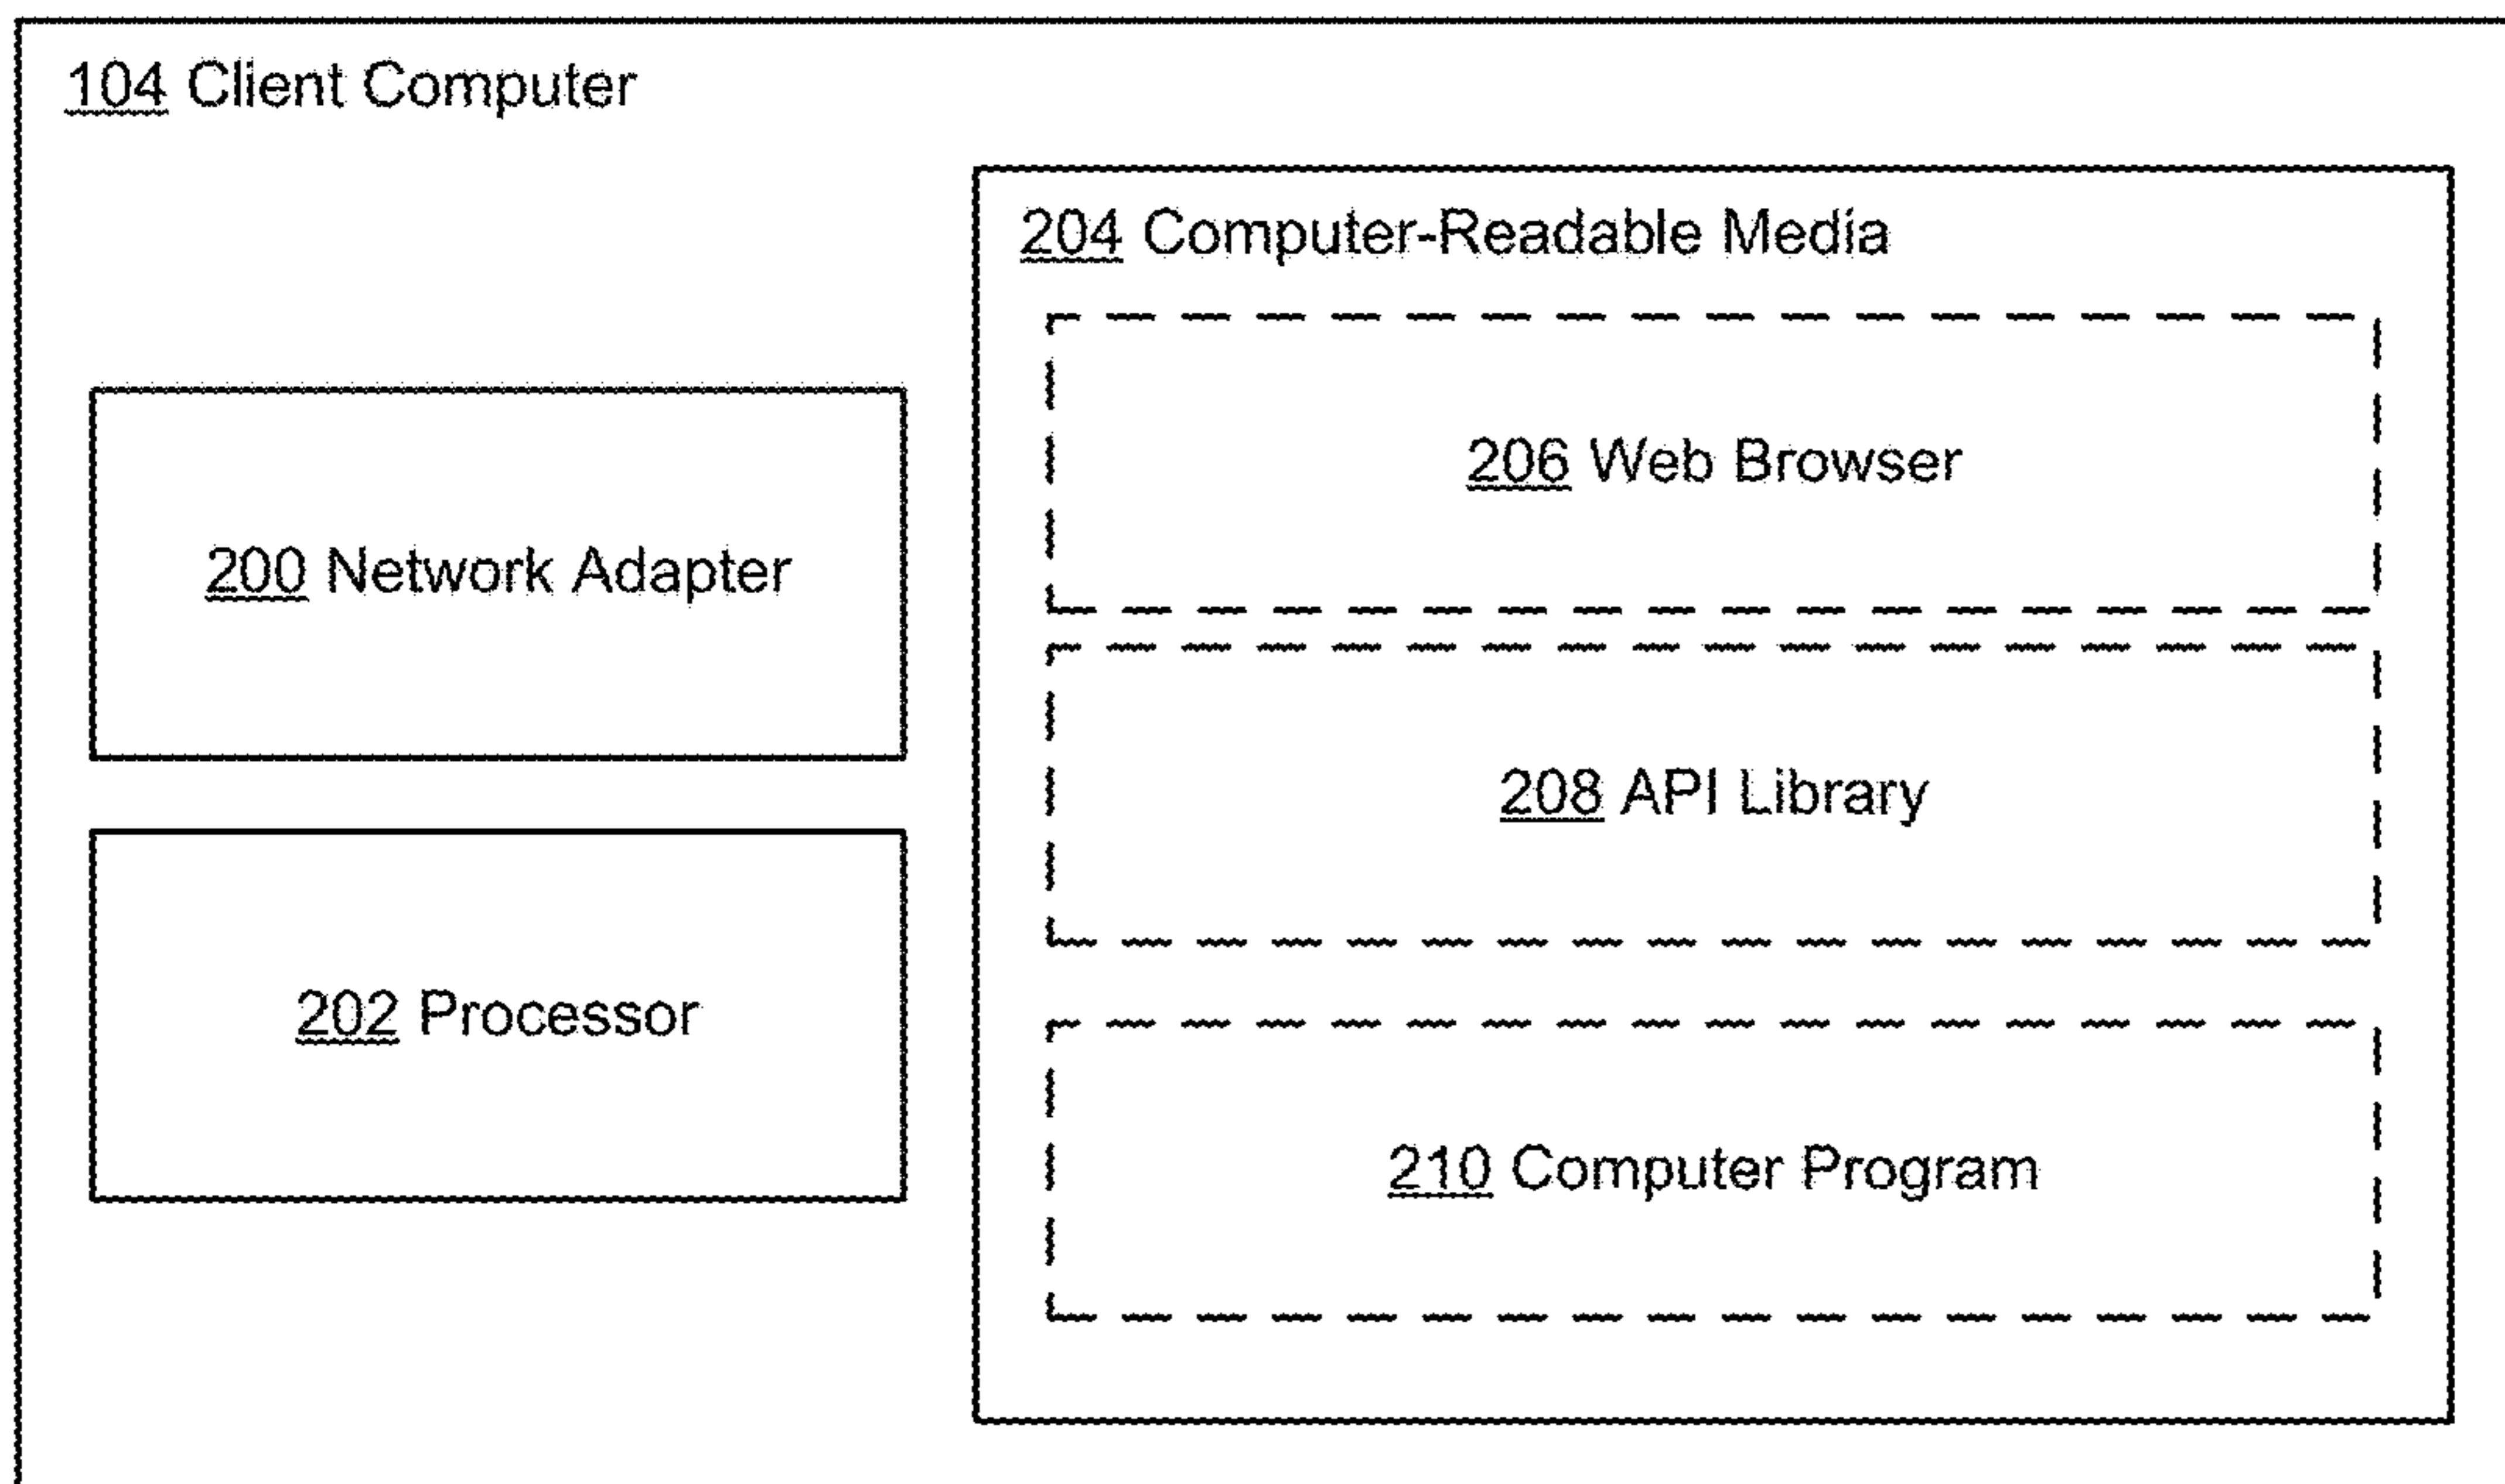 104 Client Computer
204 Computer-Readable Media
206 Web Browser
200 Network Adapter
208 API Library
202 Processor
210 Computer Program